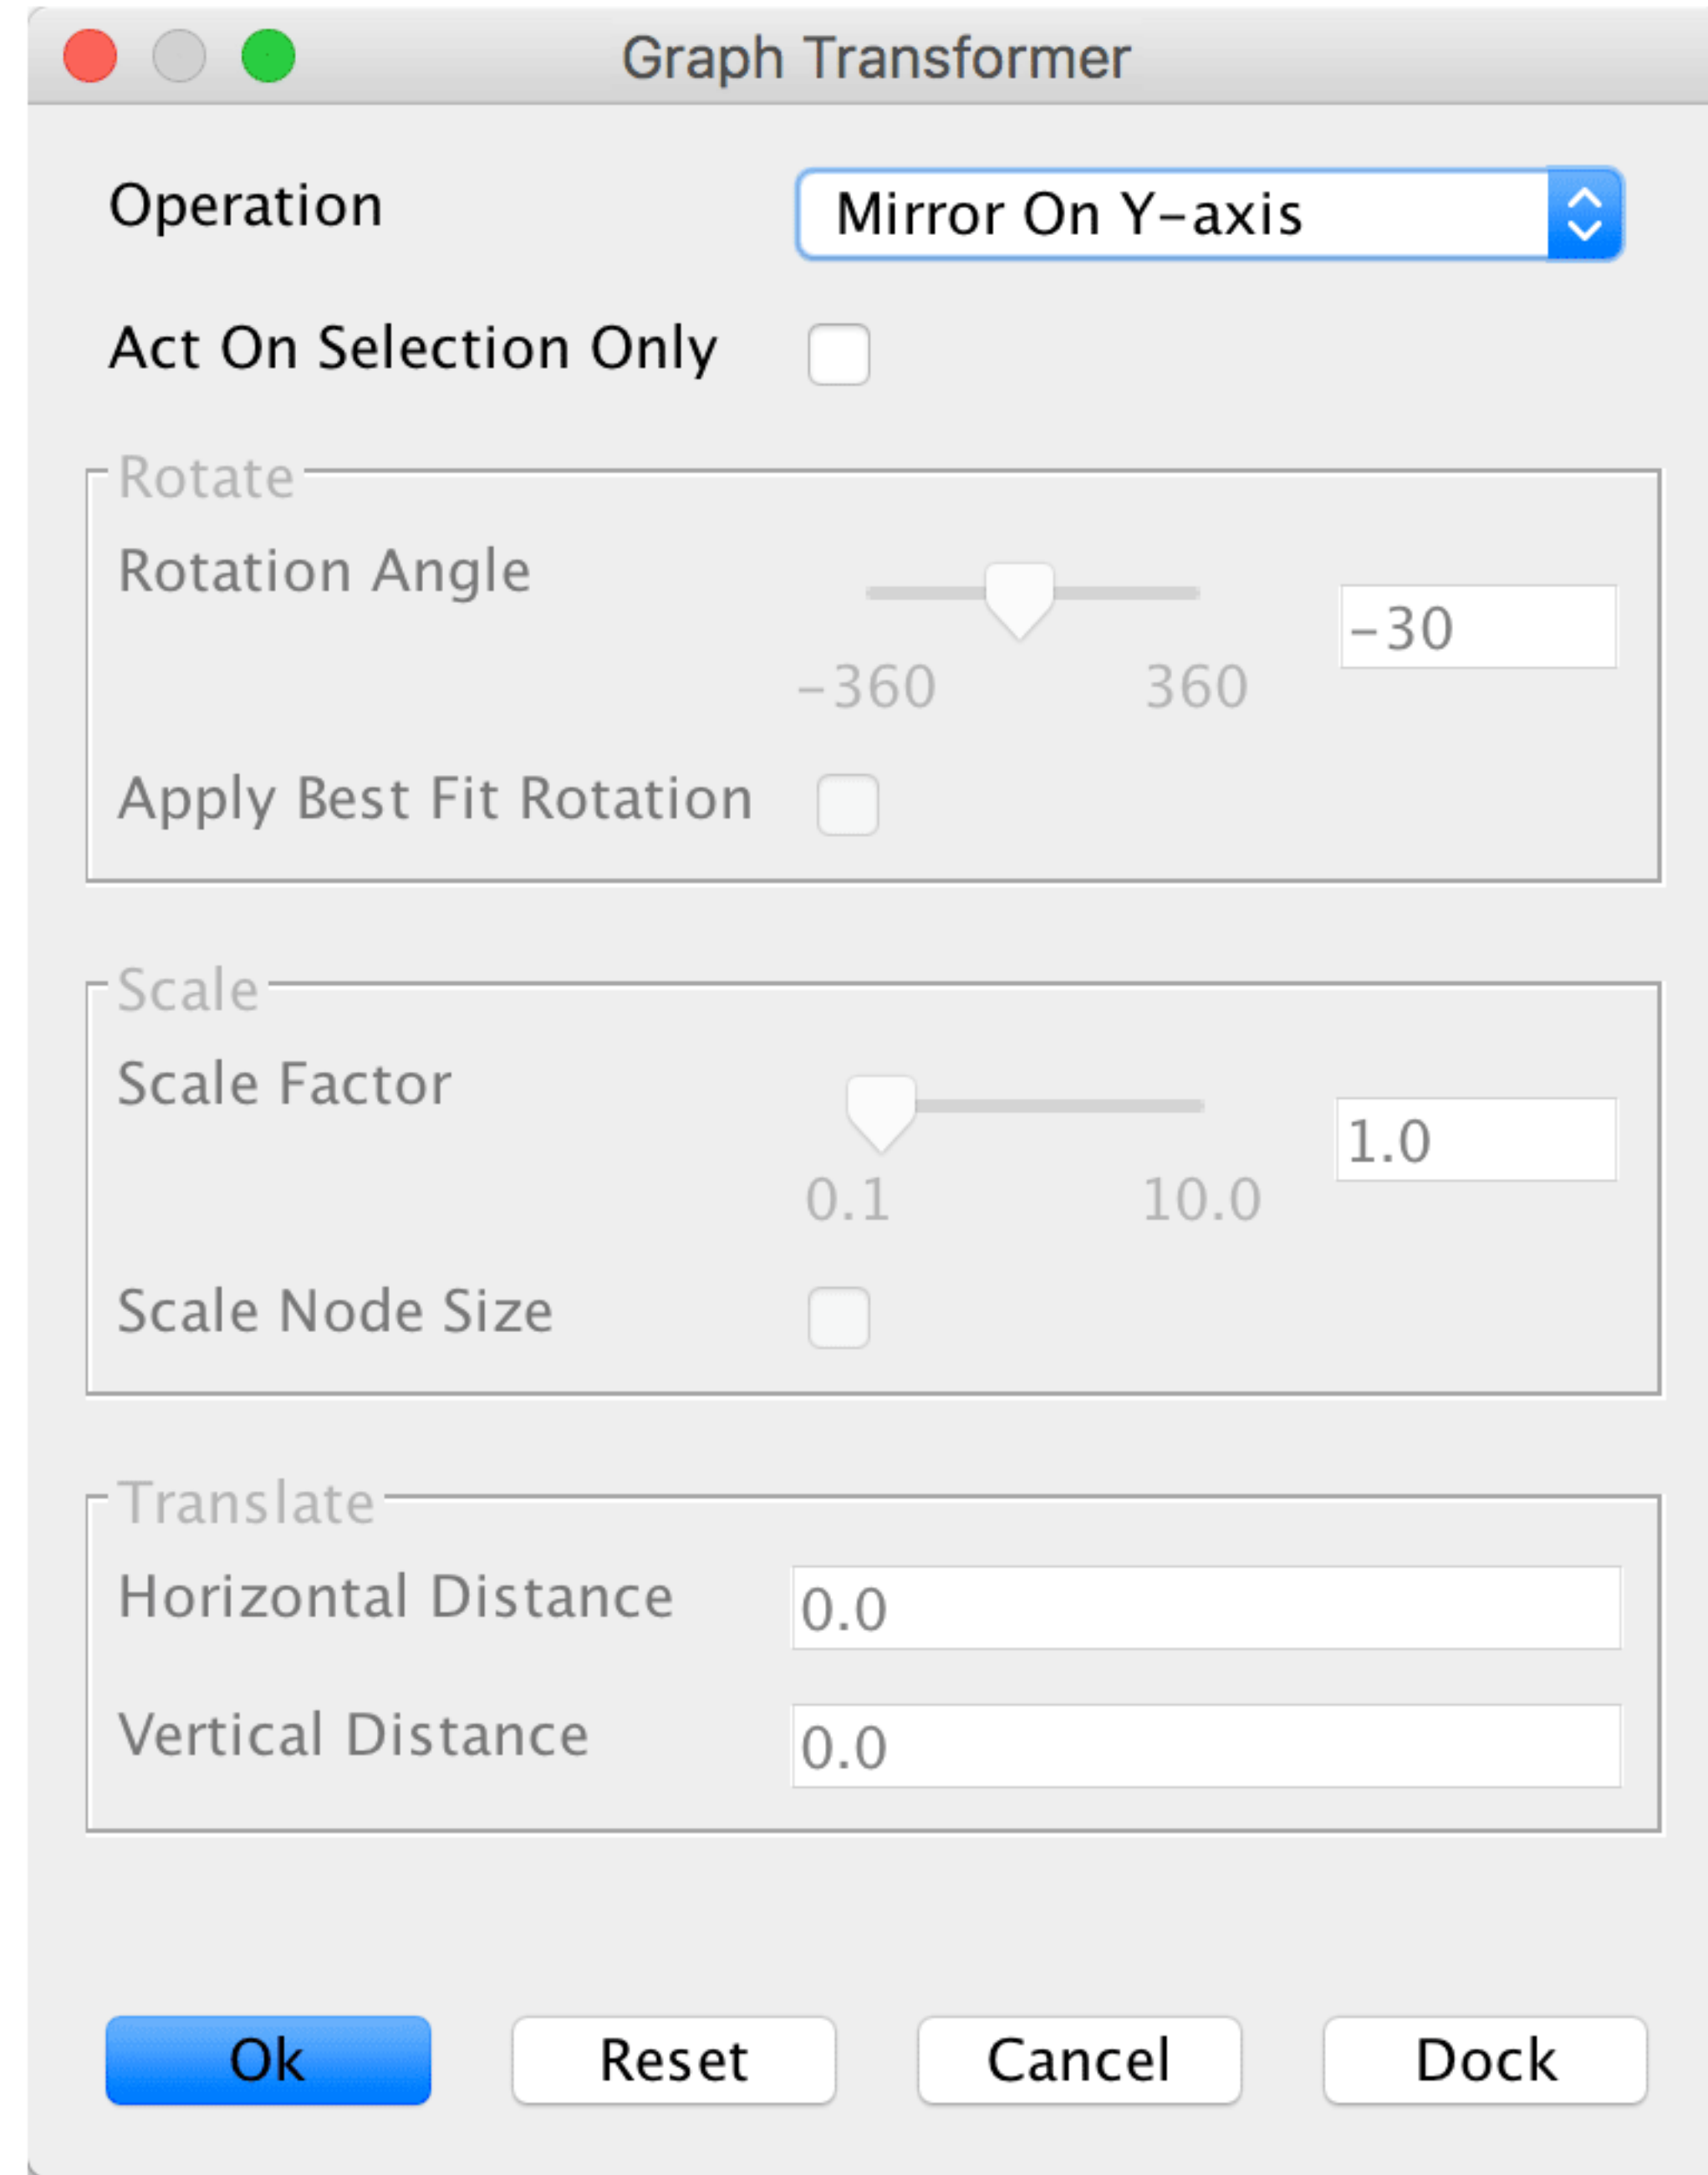 Graph Transformer
Operation
Mirror On Y-axis
Act On Selection Only
Rotate
Rotation Angle
-30
-360 360
Apply Best Fit Rotation
Scale
Scale Factor
1.0
0.1 10.0
Scale Node Size
Translate
Horizontal Distance 0.0
Vertical Distance 0.0
Ok Reset Cancel Dock